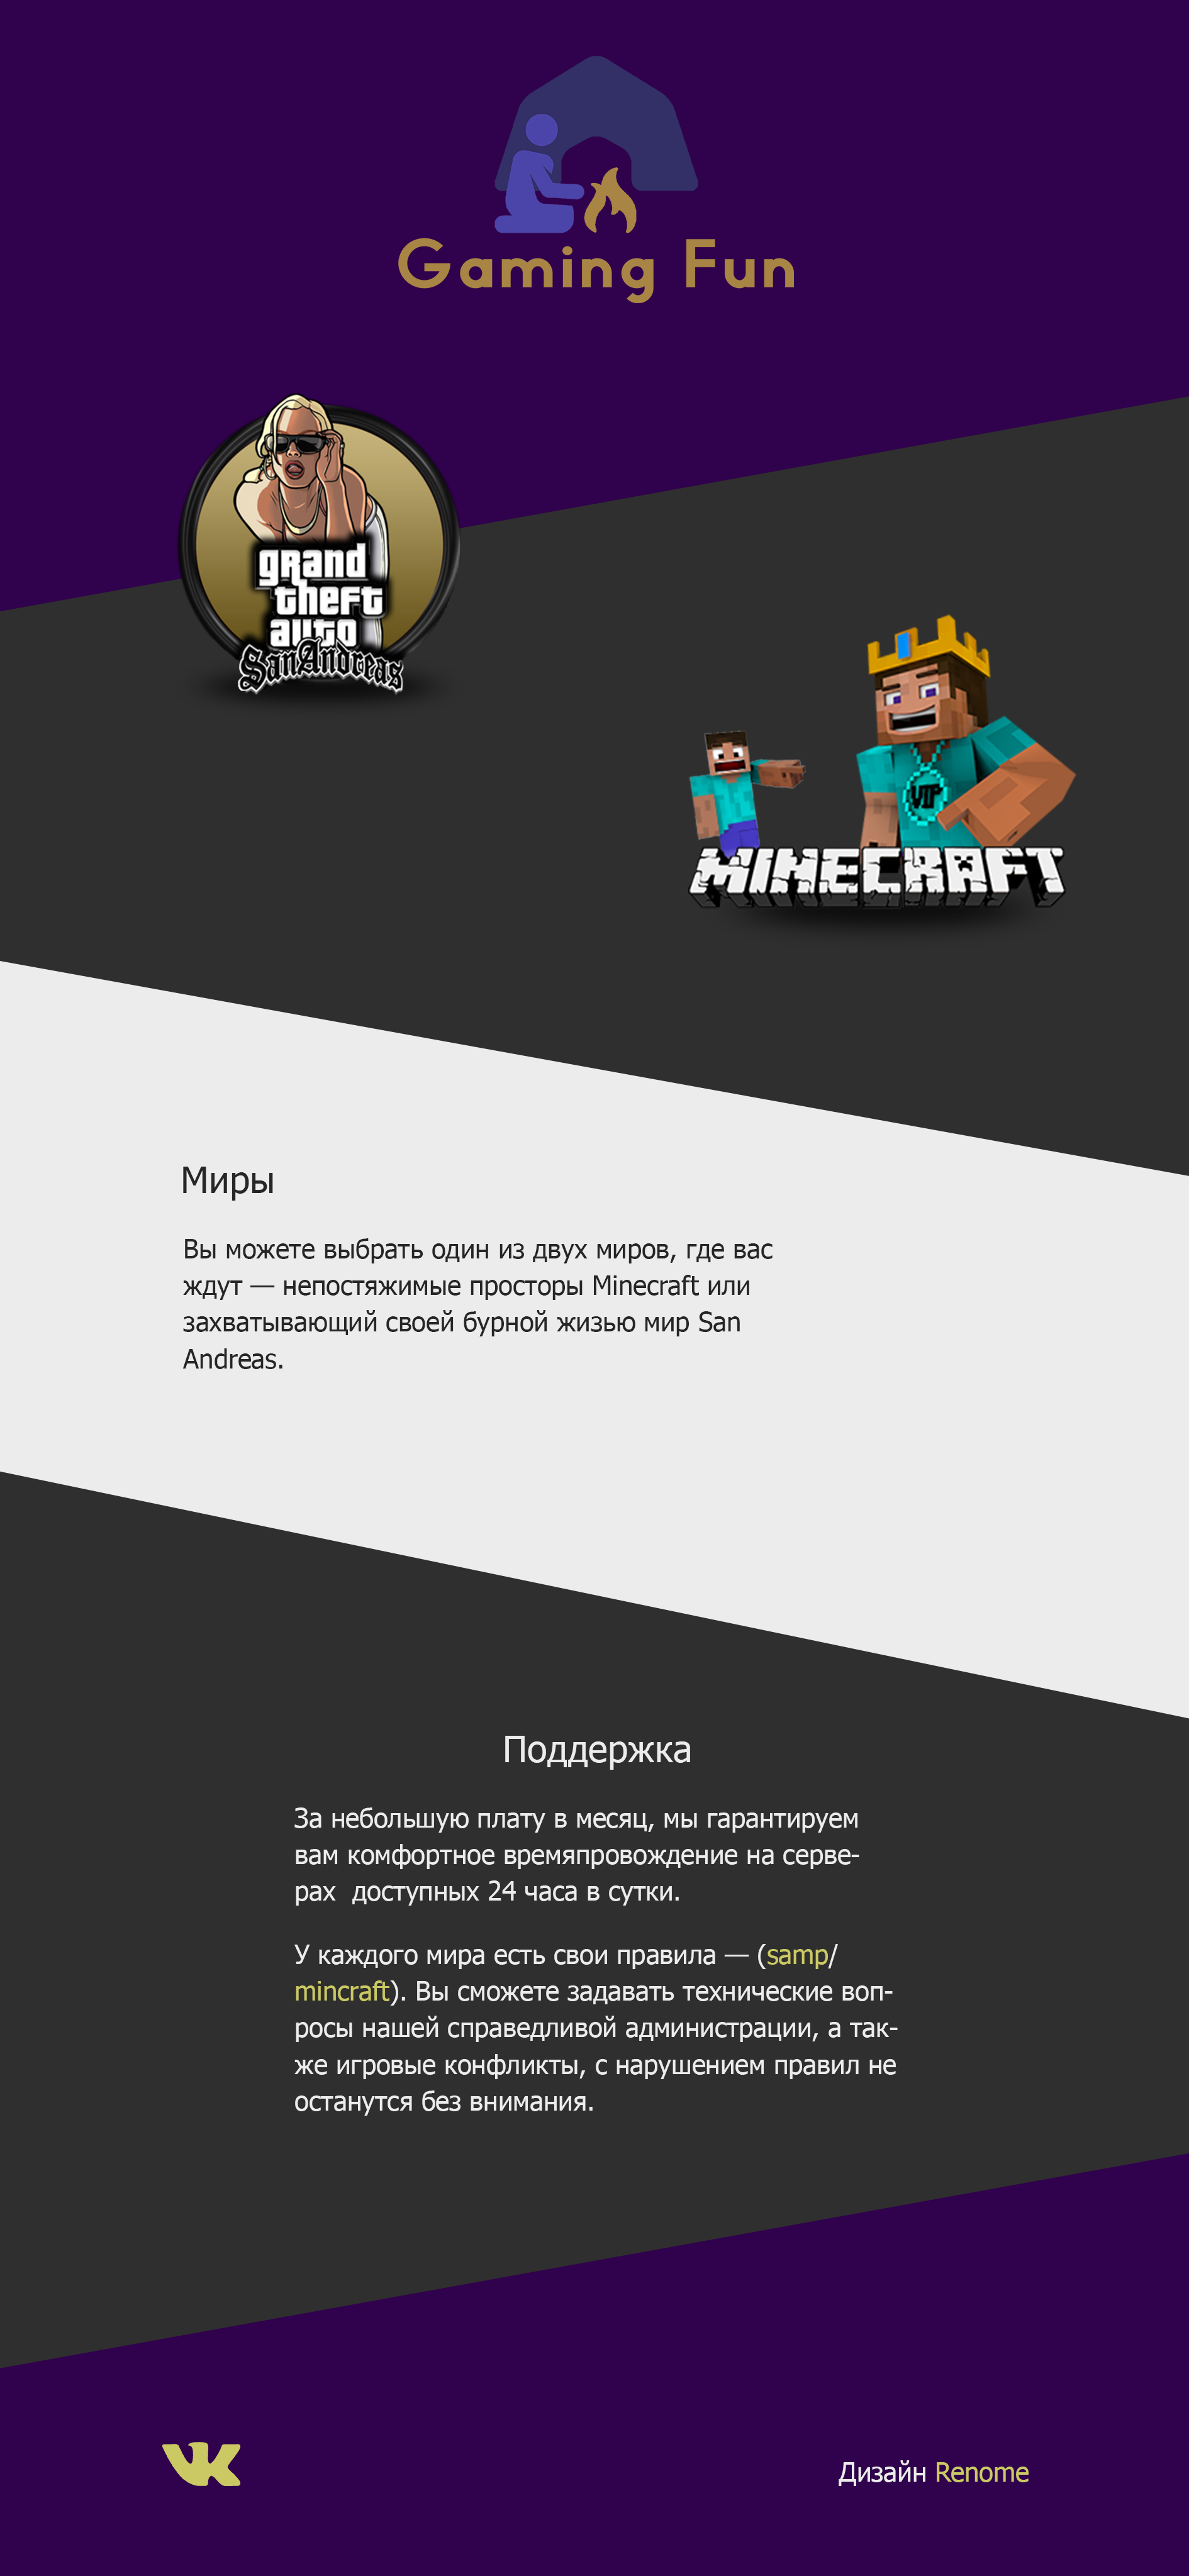 Gaming Fun
grand
theft
auto
San Andreas
VIP
MINECRAFT
Миры
Вы можете выбрать один из двух миров, где вас
ждут — непостяжимые просторы Minecraft или
захватывающий своей бурной жизью мир San
Andreas.
Поддержка
За небольшую плату в месяц, мы гарантируем
вам комфортное времяпровождение на серве-
рах  доступных 24 часа в сутки.
У каждого мира есть свои правила — (samp/
mincraft). Вы сможете задавать технические воп-
росы нашей справедливой администрации, а так-
же игровые конфликты, с нарушением правил не
останутся без внимания.
Дизайн Renome